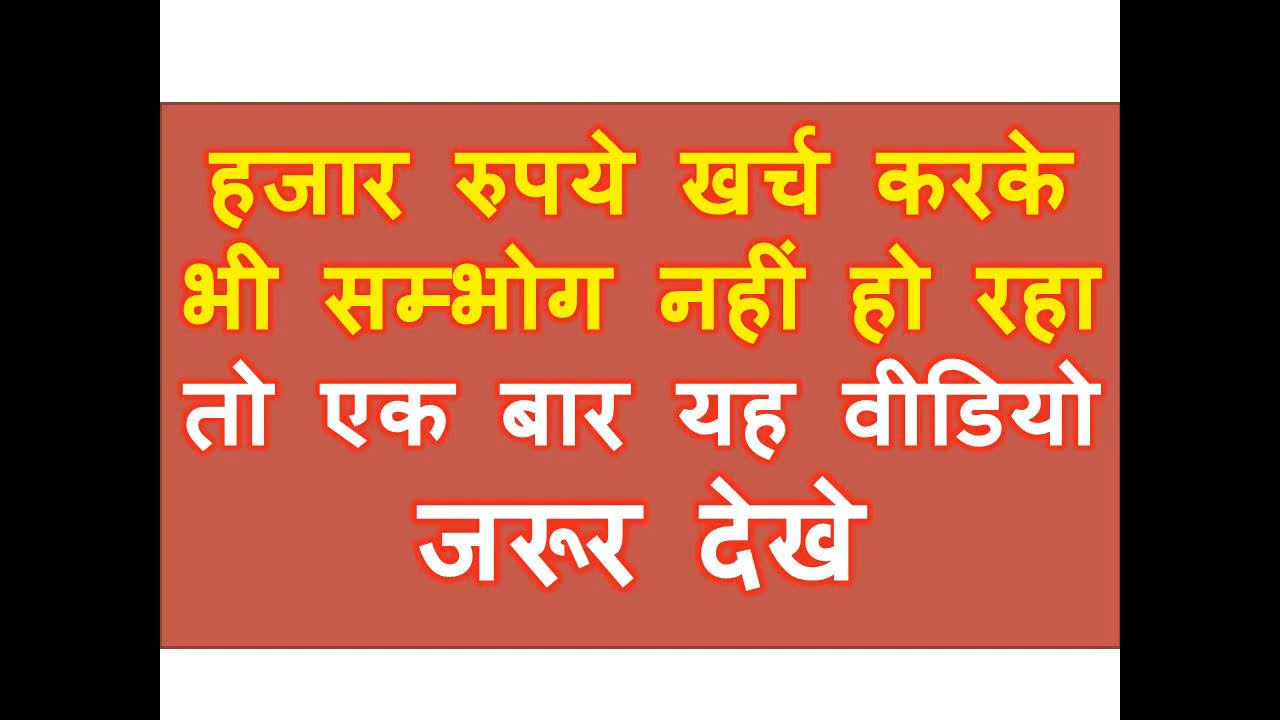 हजार रुपये खर्च करके
भी सम्भोग नहीं हो रहा
तो एक बार यह वीडियो
जरूर देखे